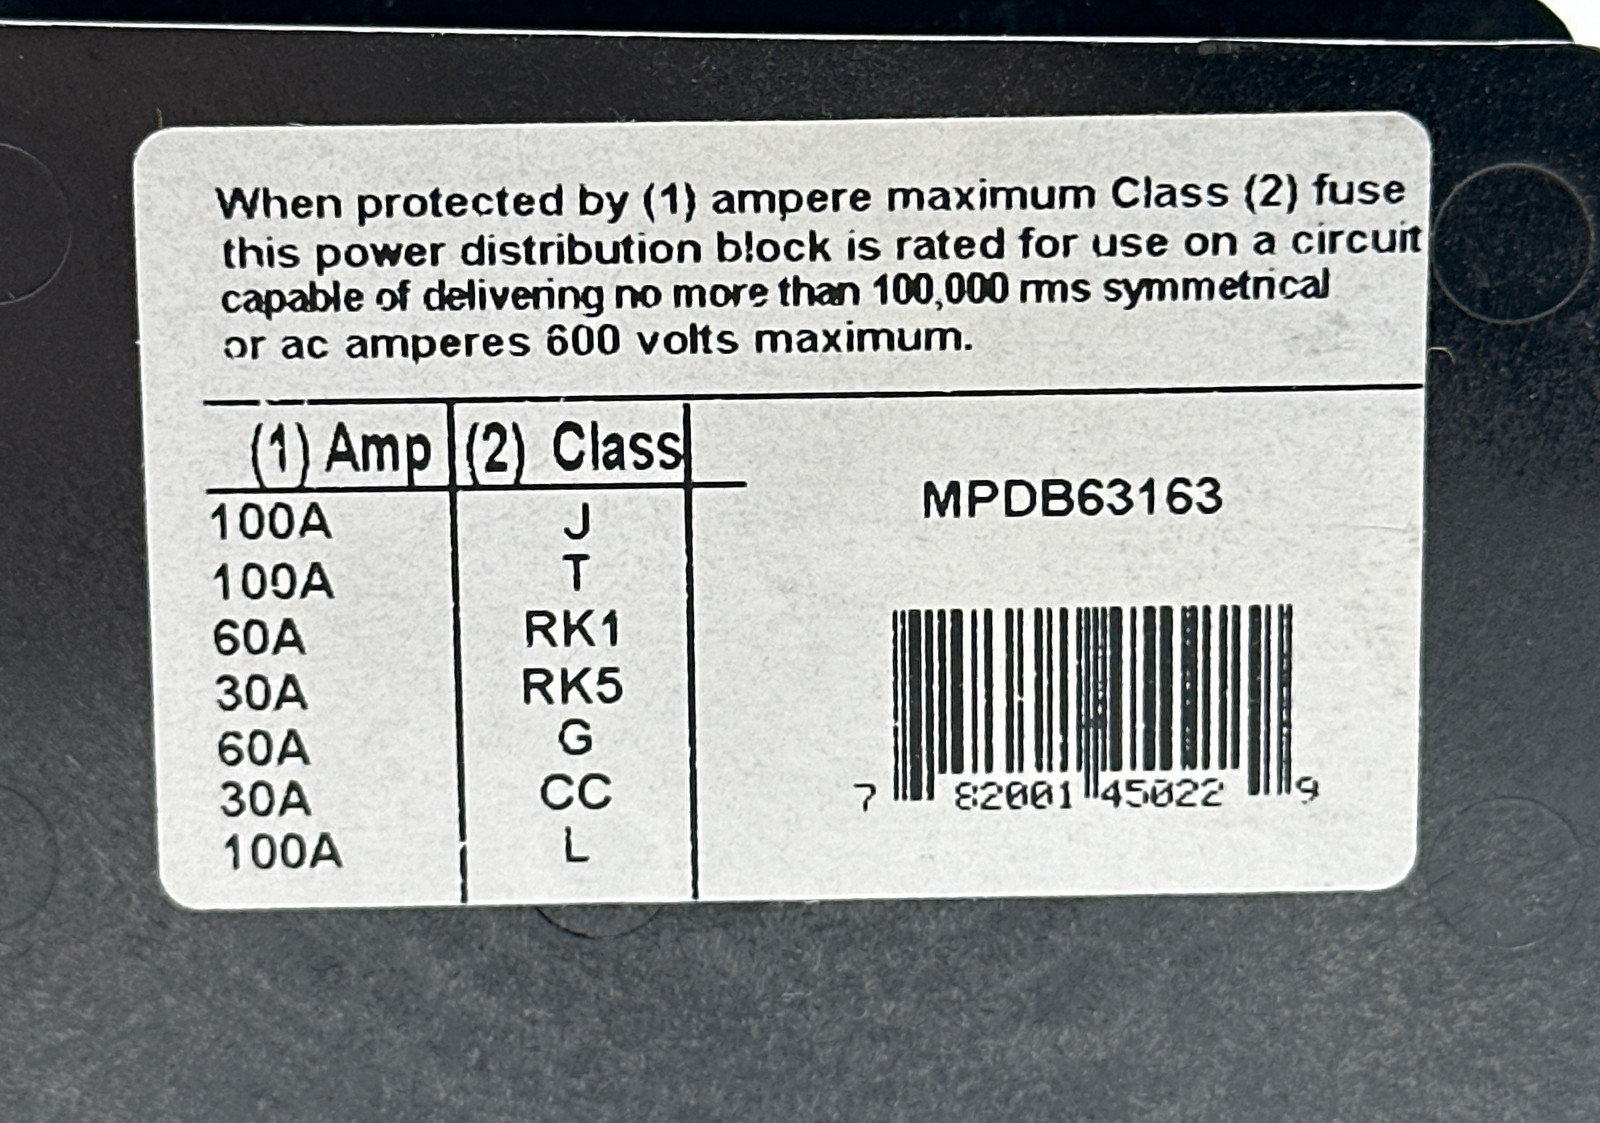 When protected by (1) ampere maximum Class (2) fuse
this power distribution block is rated for use on a circuit
capable of delivering no more than 100,000 rms symmetrical
or ac amperes 600 volts maximum.
(1) Amp (2) Class
100A J
100A T
60A RK1
30A RK5
60A G
30A CC
100A L
MPDB63163
7 82001 45022 9